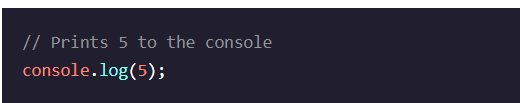 // Prints 5 to the console
console.log(5);